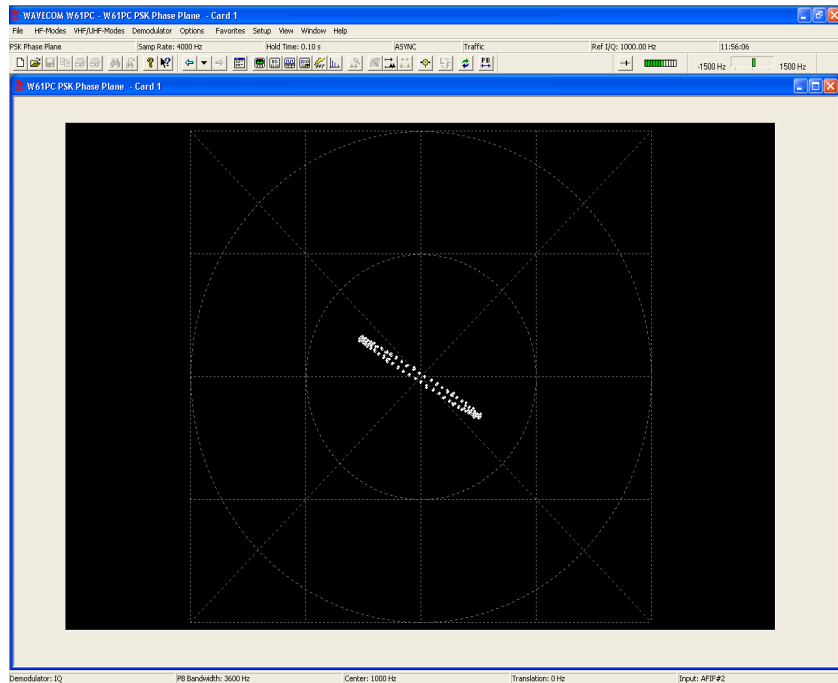 WAVECOM W61PC - W61PC PSK Phase Plane - Card 1
File HF-Modes VHF/UHF-Modes Demodulator Options Favorites Setup View Window Help
PSK Phase Plane Samp Rate: 4000 Hz Hold Time: 0.10 s ASYNC Traffic Ref I/Q: 1000.00 Hz 11:56:06
PB -1500 Hz 1500 Hz
W61PC PSK Phase Plane - Card 1
Demodulator: IQ PB Bandwidth: 3600 Hz Center: 1000 Hz Translation: 0 Hz Input: AFIF#2